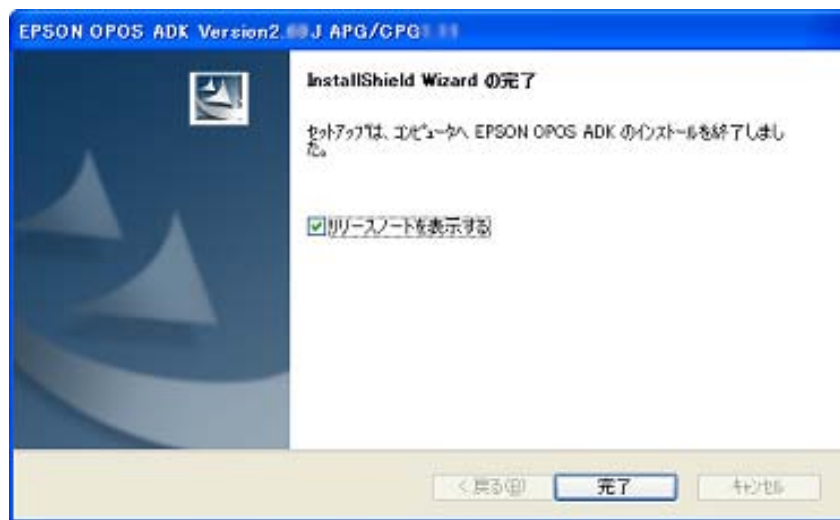 EPSON OPOS ADK Version2. J APG/CPG
InstallShield Wizard の完了
セットアップは、コンピュータへ EPSON OPOS ADK のインストールを終了しまし
た。
リリースノートを表示する
< 戻る(B)
完了
キャンセル